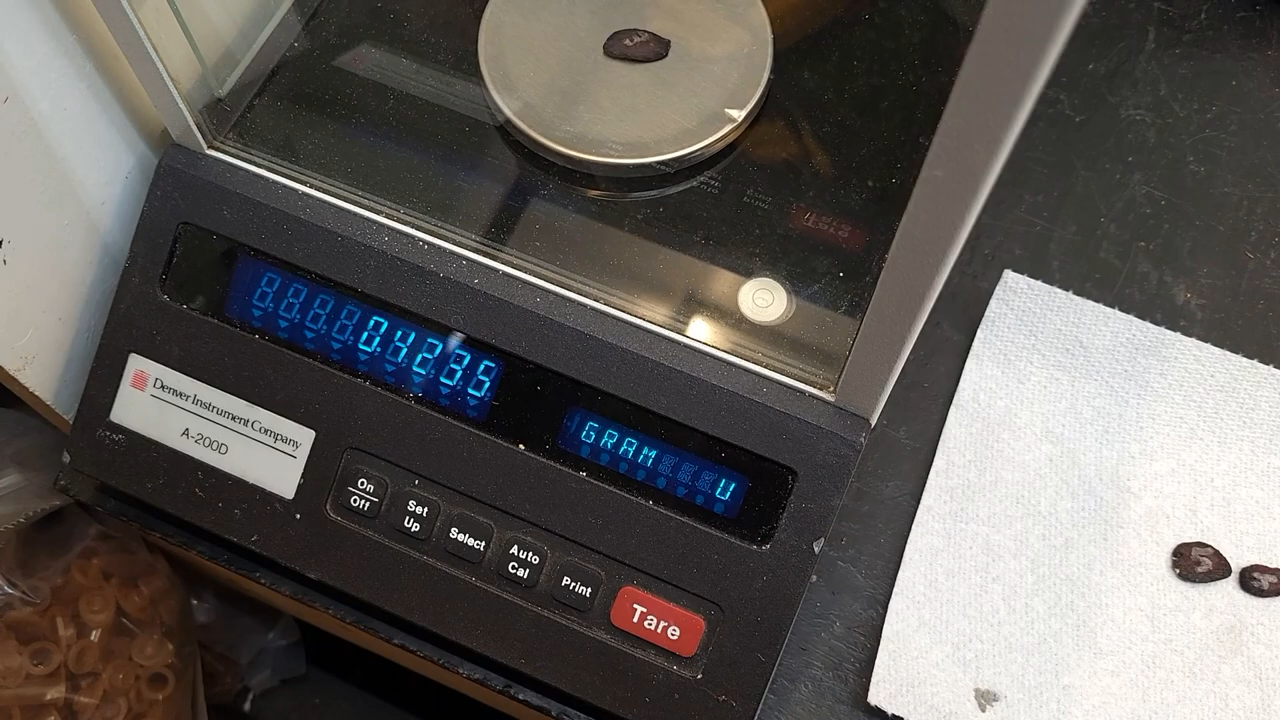 0.4235
GRAM U
Denver Instrument Company
A-200D
On
Off
Set
Up
Select
Auto
Cal
Print
Tare